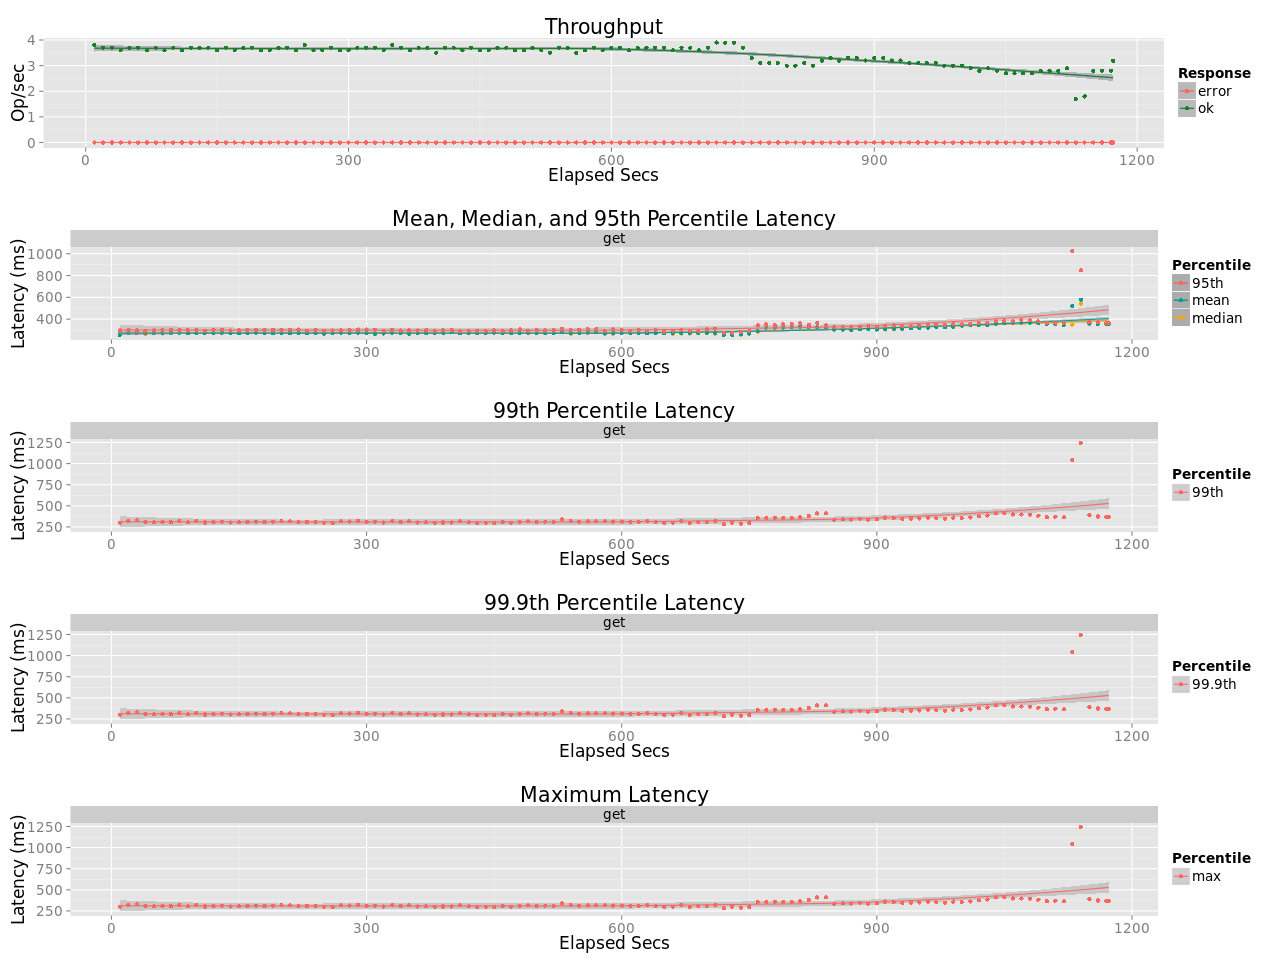 Throughput
4
3
2
1
0
Op/sec
0 300 600 900 1200
Elapsed Secs
Response
error
ok
Mean, Median, and 95th Percentile Latency
get
1000
800
600
400
Latency (ms)
0 300 600 900 1200
Elapsed Secs
Percentile
95th
mean
median
99th Percentile Latency
get
1250
1000
750
500
250
Latency (ms)
0 300 600 900 1200
Elapsed Secs
Percentile
99th
99.9th Percentile Latency
get
1250
1000
750
500
250
Latency (ms)
0 300 600 900 1200
Elapsed Secs
Percentile
99.9th
Maximum Latency
get
1250
1000
750
500
250
Latency (ms)
0 300 600 900 1200
Elapsed Secs
Percentile
max